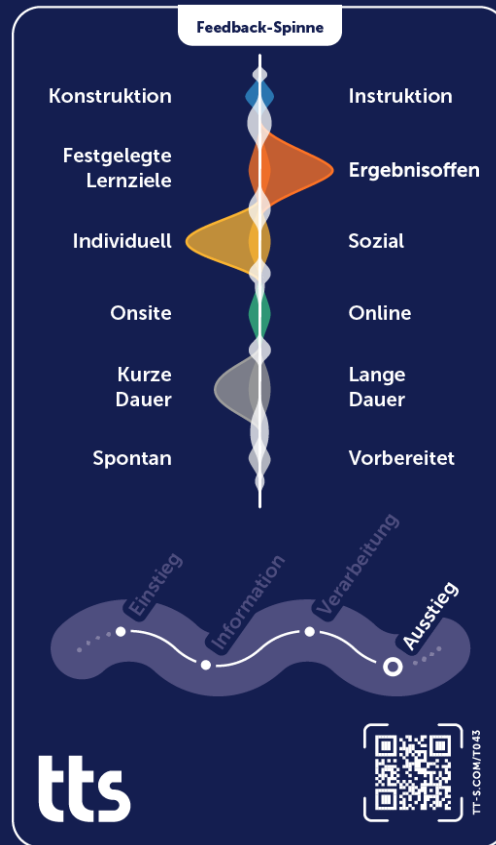 Feedback-Spinne
Konstruktion
Instruktion
Festgelegte
Lernziele
Ergebnisoffen
Individuell
Sozial
Onsite
Online
Kurze
Dauer
Lange
Dauer
Spontan
Vorbereitet
Einstieg
Information
Verarbeitung
Ausstieg
tts
TT-S.COM/T043